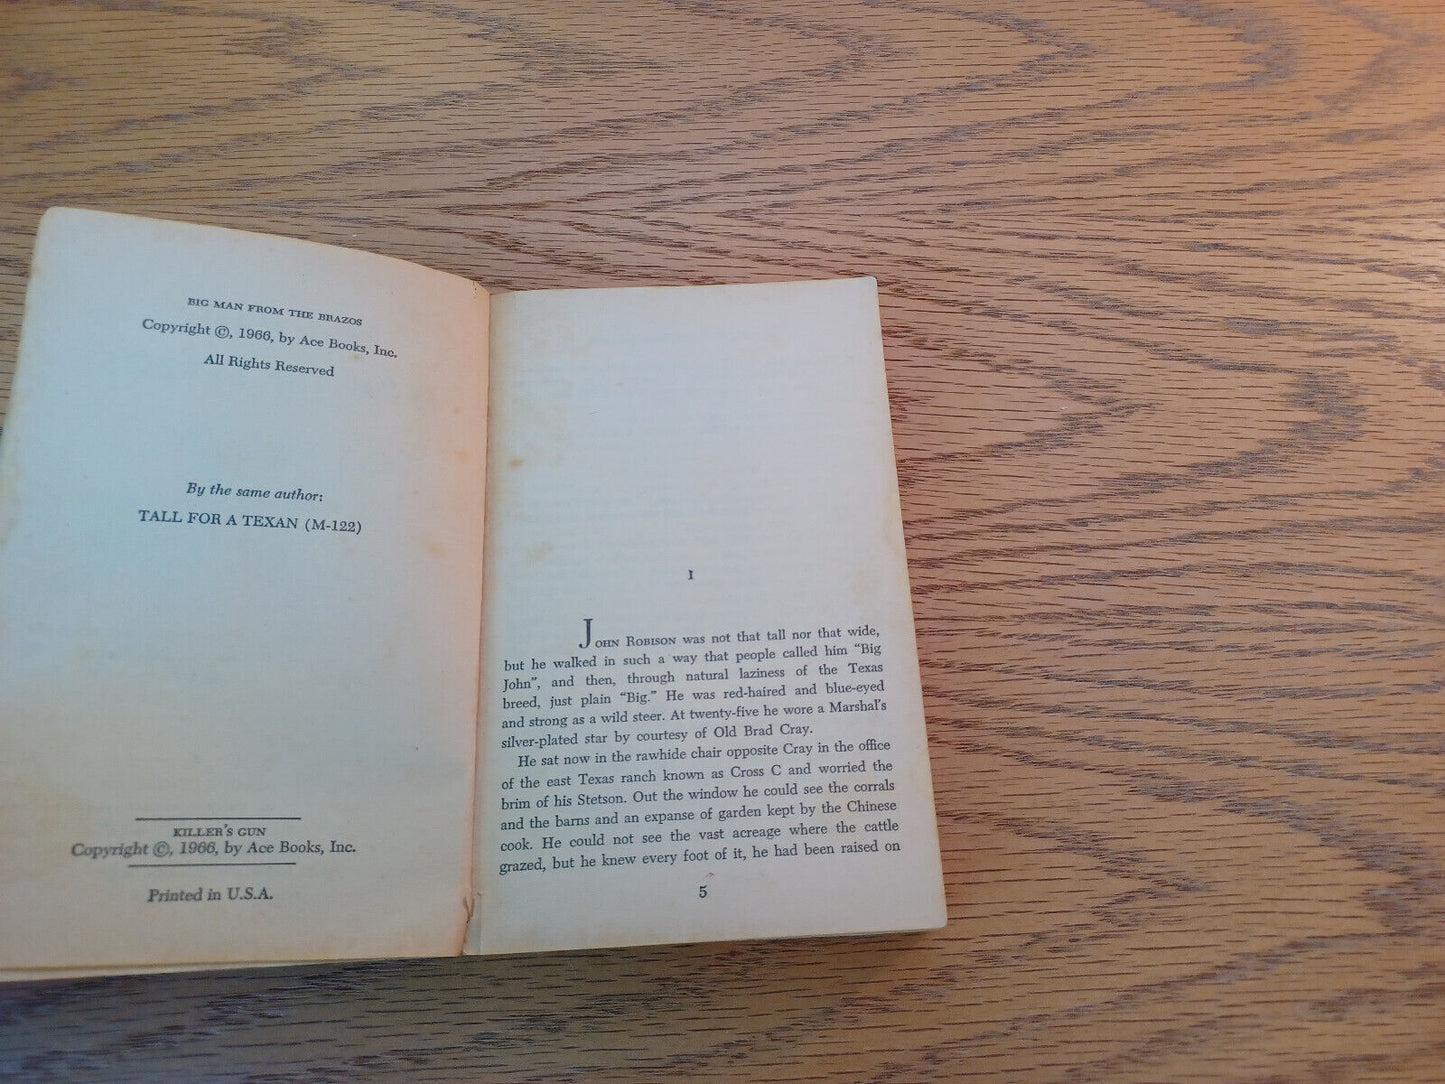 BIG MAN FROM THE BRAZOS
Copyright ©, 1966, by Ace Books, Inc.
All Rights Reserved
By the same author:
TALL FOR A TEXAN (M-122)
KILLER'S GUN
Copyright ©, 1966, by Ace Books, Inc.
Printed in U.S.A.
I
JOHN ROBISON was not that tall nor that wide,
but he walked in such a way that people called him "Big
John", and then, through natural laziness of the Texas
breed, just plain "Big." He was red-haired and blue-eyed
and strong as a wild steer. At twenty-five he wore a Marshal's
silver-plated star by courtesy of Old Brad Cray.
He sat now in the rawhide chair opposite Cray in the office
of the east Texas ranch known as Cross C and worried the
brim of his Stetson. Out the window he could see the corrals
and the barns and an expanse of garden kept by the Chinese
cook. He could not see the vast acreage where the cattle
grazed, but he knew every foot of it, he had been raised on
5